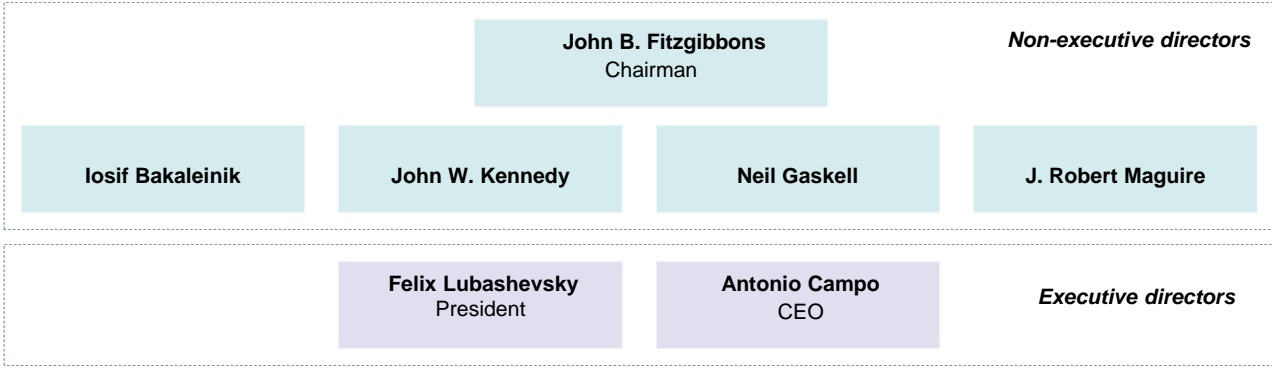 John B. Fitzgibbons
Chairman
Non-executive directors
Iosif Bakaleinik
John W. Kennedy
Neil Gaskell
J. Robert Maguire
Felix Lubashevsky
President
Antonio Campo
CEO
Executive directors